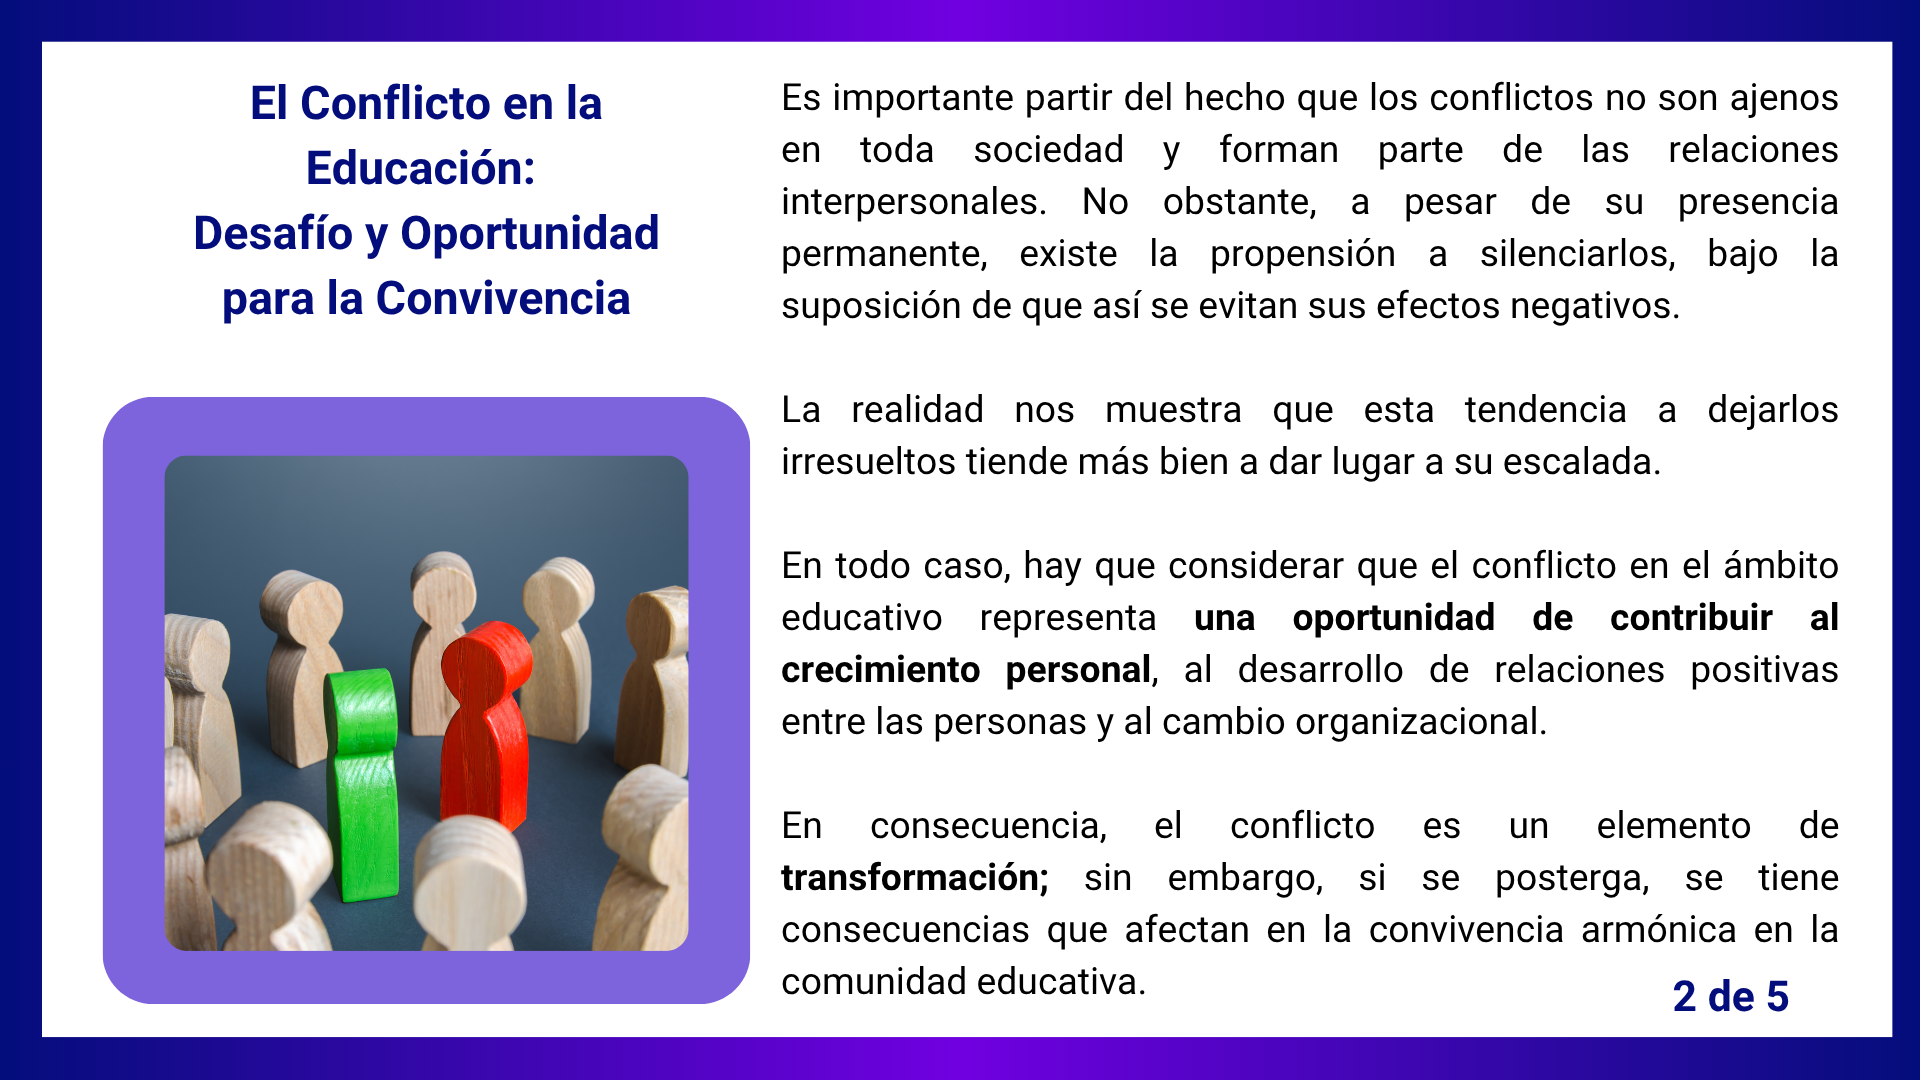 El Conflicto en la
Educación:
Desafío y Oportunidad
para la Convivencia
Es importante partir del hecho que los conflictos no son ajenos
en toda sociedad y forman parte de las relaciones
interpersonales. No obstante, a pesar de su presencia
permanente, existe la propensión a silenciarlos, bajo la
suposición de que así se evitan sus efectos negativos.
La realidad nos muestra que esta tendencia a dejarlos
irresueltos tiende más bien a dar lugar a su escalada.
En todo caso, hay que considerar que el conflicto en el ámbito
educativo representa una oportunidad de contribuir al
crecimiento personal, al desarrollo de relaciones positivas
entre las personas y al cambio organizacional.
En consecuencia, el conflicto es un elemento de
transformación; sin embargo, si se posterga, se tiene
consecuencias que afectan en la convivencia armónica en la
comunidad educativa.
2 de 5